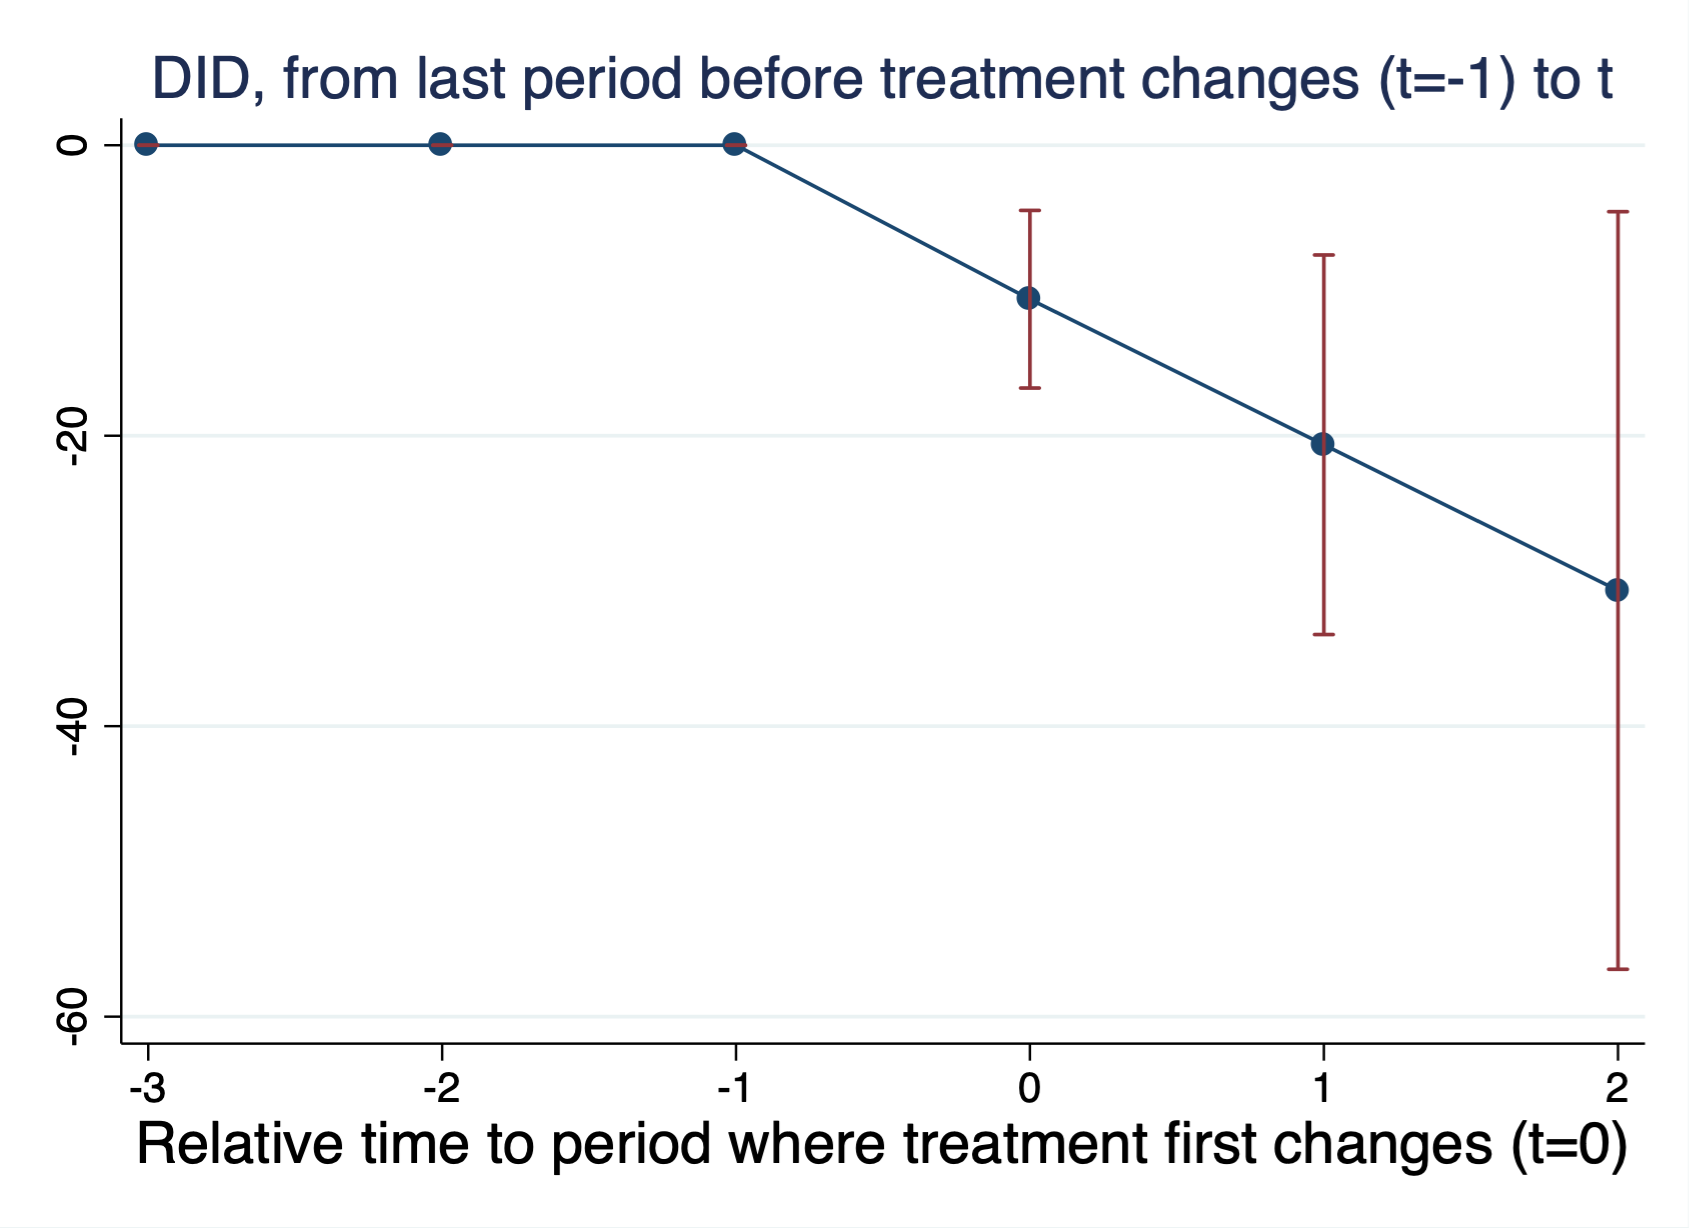 DID, from last period before treatment changes (t=-1) to t
0
-20
-40
-60
-3 -2 -1 0 1 2
Relative time to period where treatment first changes (t=0)